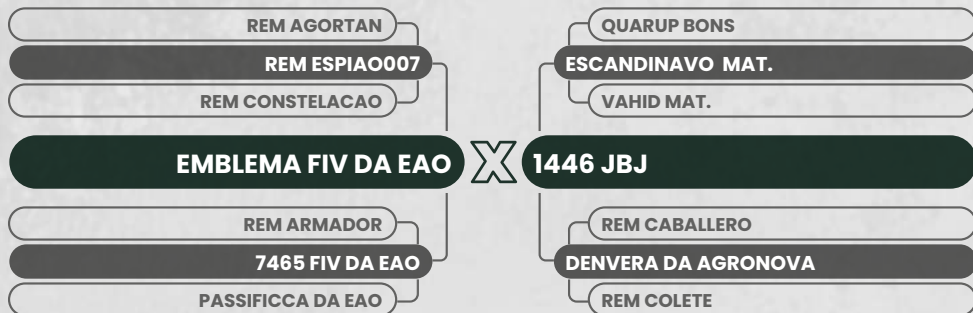 REM AGORTAN
REM ESPIAO007
REM CONSTELACAO
EMBLEMA FIV DA EAO
REM ARMADOR
7465 FIV DA EAO
PASSIFICCA DA EAO
X
QUARUP BONS
ESCANDINAVO MAT.
VAHID MAT.
1446 JBJ
REM CABALLERO
DENVERA DA AGRONOVA
REM COLETE